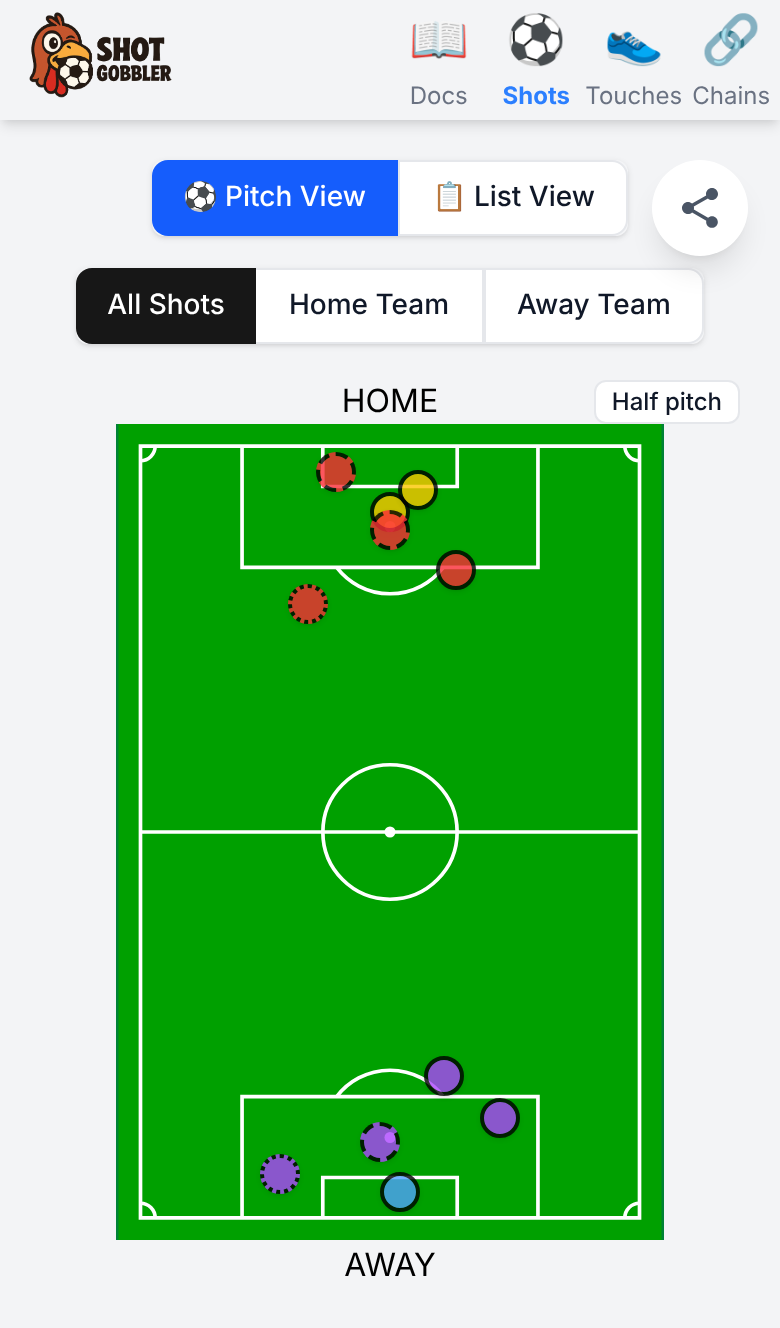 SHOT
GOBBLER
Docs
Shots
Touches
Chains
Pitch View
List View
All Shots
Home Team
Away Team
HOME
Half pitch
AWAY